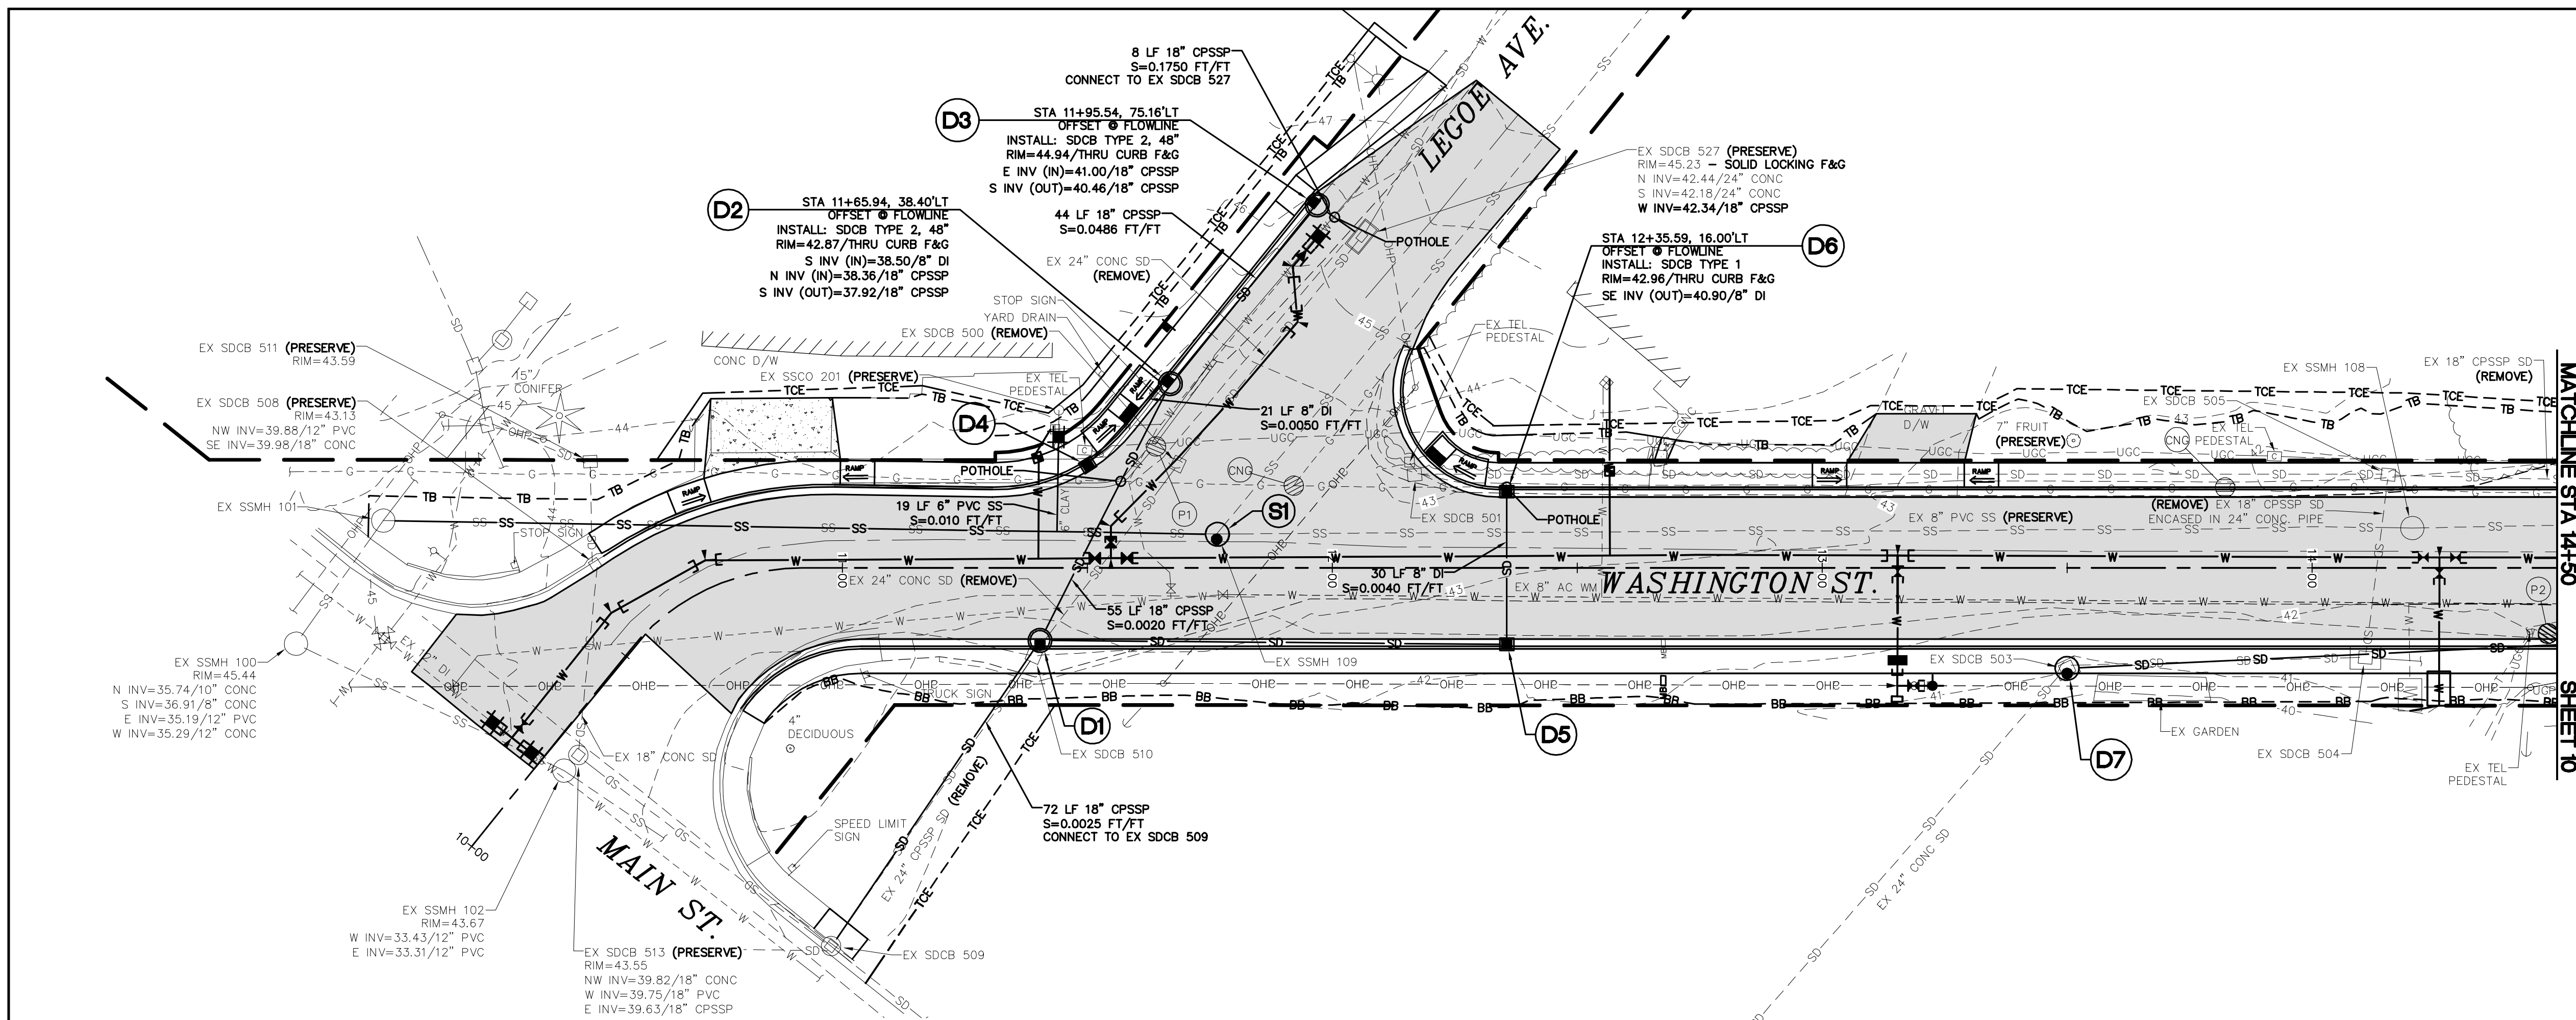 8 LF 18" CPSSP
S=0.1750 FT/FT
CONNECT TO EX SDCB 527
D3
STA 11+95.54, 75.16'LT
OFFSET @ FLOWLINE
INSTALL: SDCB TYPE 2, 48"
RIM=44.94/THRU CURB F&G
E INV (IN)=41.00/18" CPSSP
S INV (OUT)=40.46/18" CPSSP
D2
STA 11+65.94, 38.40'LT
OFFSET @ FLOWLINE
INSTALL: SDCB TYPE 2, 48"
RIM=42.87/THRU CURB F&G
S INV (IN)=38.50/8" DI
N INV (IN)=38.36/18" CPSSP
S INV (OUT)=37.92/18" CPSSP
44 LF 18" CPSSP
S=0.0486 FT/FT
EX 24" CONC SD
(REMOVE)
STOP SIGN
YARD DRAIN
EX SDCB 500 (REMOVE)
LEGOE AVE.
EX SDCB 527 (PRESERVE)
RIM=45.23 – SOLID LOCKING F&G
N INV=42.44/24" CONC
S INV=42.18/24" CONC
W INV=42.34/18" CPSSP
POTHOLE
D6
STA 12+35.59, 16.00'LT
OFFSET @ FLOWLINE
INSTALL: SDCB TYPE 1
RIM=42.96/THRU CURB F&G
SE INV (OUT)=40.90/8" DI
EX TEL
PEDESTAL
EX SDCB 511 (PRESERVE)
RIM=43.59
15"
CONIFER
EX SDCB 508 (PRESERVE)
RIM=43.13
NW INV=39.88/12" PVC
SE INV=39.98/18" CONC
CONC D/W
EX SSCO 201 (PRESERVE)
EX TEL
PEDESTAL
D4
POTHOLE
21 LF 8" DI
S=0.0050 FT/FT
EX SSMH 101
STOP SIGN
19 LF 6" PVC SS
S=0.010 FT/FT
6" CLAY
P1
CNG
S1
EX SDCB 501
POTHOLE
EX SSMH 108
EX 18" CPSSP SD
(REMOVE)
EX SDCB 505
GRAVEL
D/W
7" FRUIT
(PRESERVE)
CNG
EX TEL
PEDESTAL
(REMOVE) EX 18" CPSSP SD
ENCASED IN 24" CONC. PIPE
EX 8" PVC SS (PRESERVE)
MATCHLINE STA 14+50
SHEET 10
11+00
12+00
13+00
14+00
EX 24" CONC SD (REMOVE)
30 LF 8" DI
S=0.0040 FT/FT
EX 8" AC WM
WASHINGTON ST.
55 LF 18" CPSSP
S=0.0020 FT/FT
P2
EX SSMH 100
RIM=45.44
N INV=35.74/10" CONC
S INV=36.91/8" CONC
E INV=35.19/12" PVC
W INV=35.29/12" CONC
EX 12" DI
EX SSMH 109
EX SDCB 503
TRUCK SIGN
4"
DECIDUOUS
D1
EX SDCB 510
D5
EX GARDEN
D7
EX SDCB 504
EX TEL
PEDESTAL
EX 18" CONC SD
10+00
MAIN ST.
SPEED LIMIT
SIGN
EX 24" CPSSP SD (REMOVE)
72 LF 18" CPSSP
S=0.0025 FT/FT
CONNECT TO EX SDCB 509
EX 24" CONC SD
EX SSMH 102
RIM=43.67
W INV=33.43/12" PVC
E INV=33.31/12" PVC
EX SDCB 513 (PRESERVE)
RIM=43.55
NW INV=39.82/18" CONC
W INV=39.75/18" PVC
E INV=39.63/18" CPSSP
EX SDCB 509